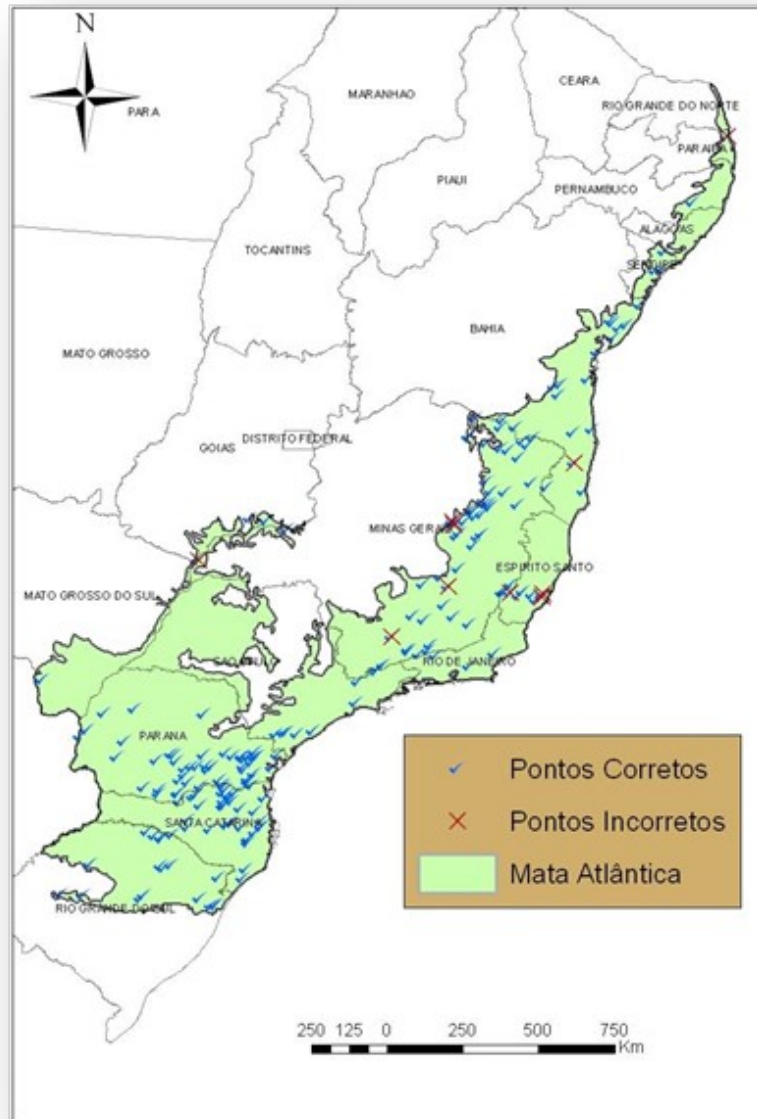 N
CEARA
MARANHAO
RIO GRANDE DO NORTE
PARA
PARAIBA
PIAUI
PERNAMBUCO
ALAGOAS
TOCANTINS
SERGIPE
BAHIA
MATO GROSSO
DISTRITO FEDERAL
GOIAS
MINAS GERAIS
ESPIRITO SANTO
MATO GROSSO DO SUL
SAO PAULO
RIO DE JANEIRO
PARANA
Pontos Corretos
Pontos Incorretos
SANTA CATARINA
Mata Atlântica
RIO GRANDE DO SUL
250 125 0 250 500 750
Km